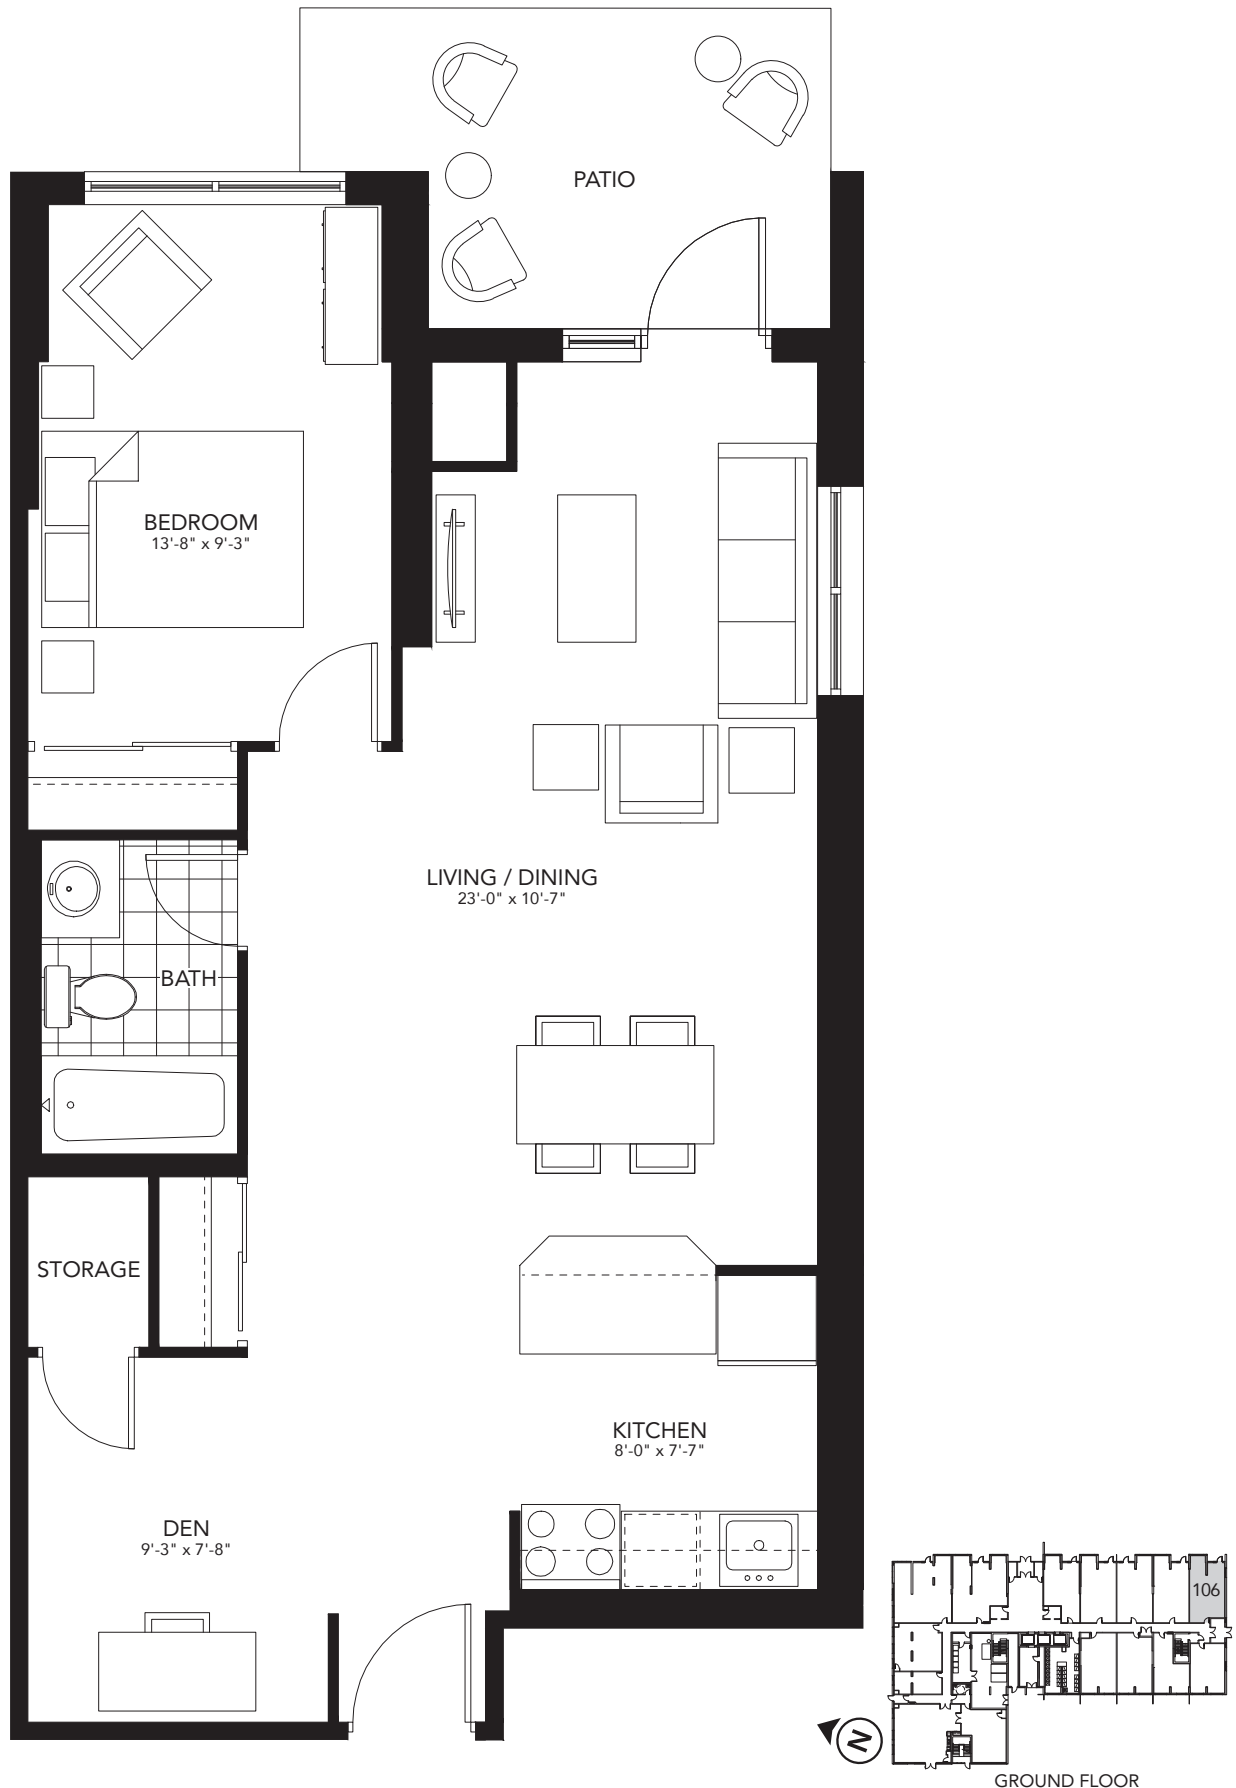 PATIO
BEDROOM
13'-8" x 9'-3"
LIVING / DINING
23'-0" x 10'-7"
BATH
STORAGE
KITCHEN
8'-0" x 7'-7"
DEN
9'-3" x 7'-8"
106
N
GROUND FLOOR